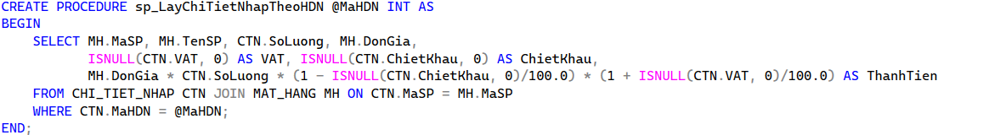 CREATE PROCEDURE sp_LayChiTietNhapTheoHDN @MaHDN INT AS
BEGIN
    SELECT MH.MaSP, MH.TenSP, CTN.SoLuong, MH.DonGia,
           ISNULL(CTN.VAT, 0) AS VAT, ISNULL(CTN.ChietKhau, 0) AS ChietKhau,
           MH.DonGia * CTN.SoLuong * (1 - ISNULL(CTN.ChietKhau, 0)/100.0) * (1 + ISNULL(CTN.VAT, 0)/100.0) AS ThanhTien
    FROM CHI_TIET_NHAP CTN JOIN MAT_HANG MH ON CTN.MaSP = MH.MaSP
    WHERE CTN.MaHDN = @MaHDN;
END;